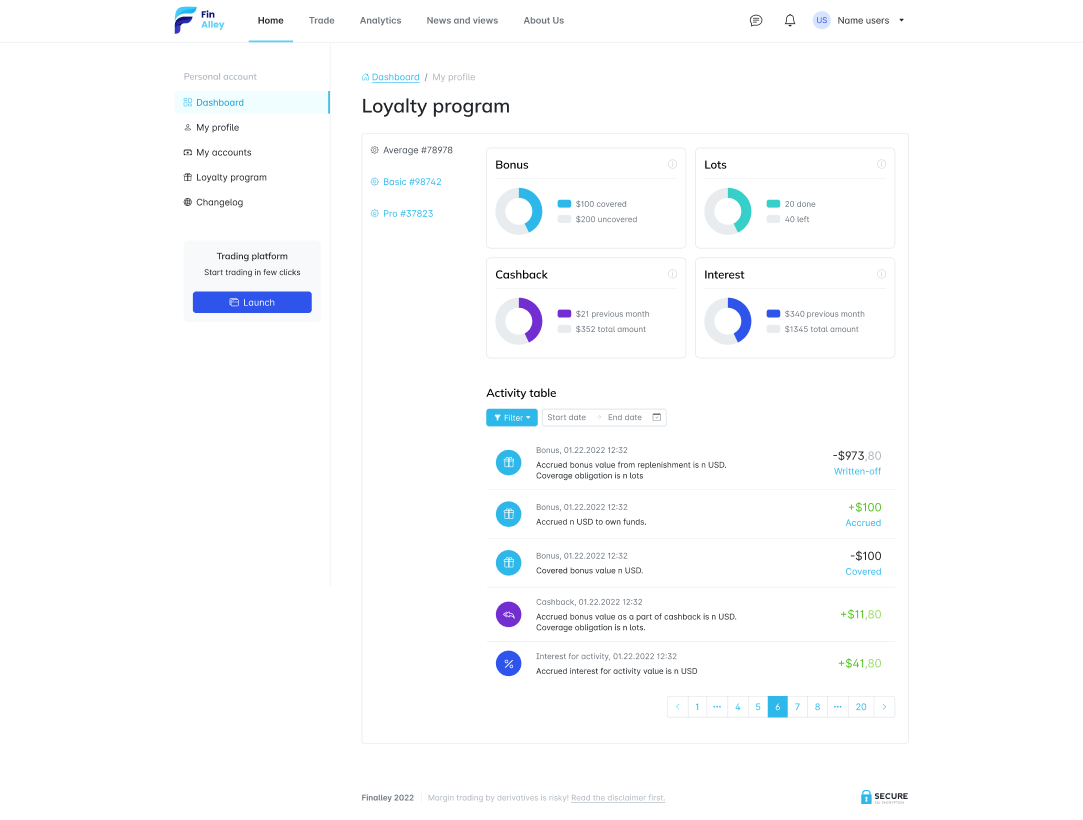 Fin
Alley
Home
Trade
Analytics
News and views
About Us
US
Name users
Personal account
Dashboard
My profile
My accounts
Loyalty program
Changelog
Trading platform
Start trading in few clicks
Launch
Dashboard / My profile
Loyalty program
Average #78978
Basic #98742
Pro #37823
Bonus
$100 covered
$200 uncovered
Lots
20 done
40 left
Cashback
$21 previous month
$352 total amount
Interest
$340 previous month
$1345 total amount
Activity table
Filter
Start date
End date
Bonus, 01.22.2022 12:32
Accrued bonus value from replenishment is n USD.
Coverage obligation is n lots
-$973,80
Written-off
Bonus, 01.22.2022 12:32
Accrued n USD to own funds.
+$100
Accrued
Bonus, 01.22.2022 12:32
Covered bonus value n USD.
-$100
Covered
Cashback, 01.22.2022 12:32
Accrued bonus value as a part of cashback is n USD.
Coverage obligation is n lots.
+$11,80
Interest for activity, 01.22.2022 12:32
Accrued interest for activity value is n USD
+$41,80
< 1 ••• 4 5 6 7 8 ••• 20 >
Finalley 2022
Margin trading by derivatives is risky! Read the disclaimer first.
SECURE